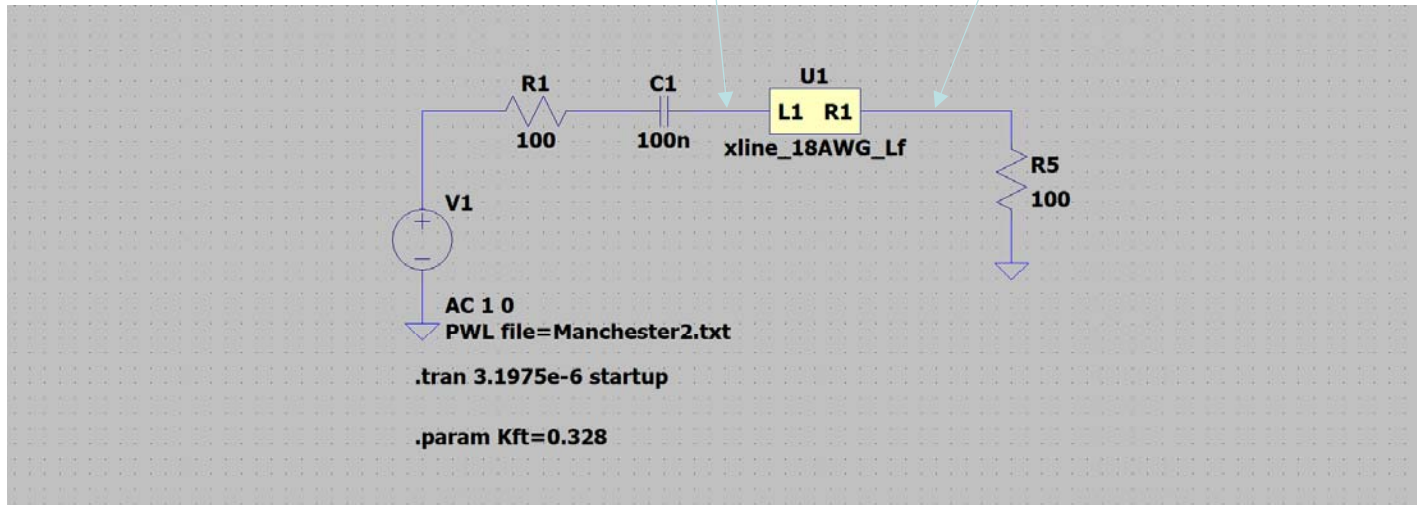 R1
100
C1
100n
U1
L1 R1
xline_18AWG_Lf
R5
100
V1
AC 1 0
PWL file=Manchester2.txt
.tran 3.1975e-6 startup
.param Kft=0.328